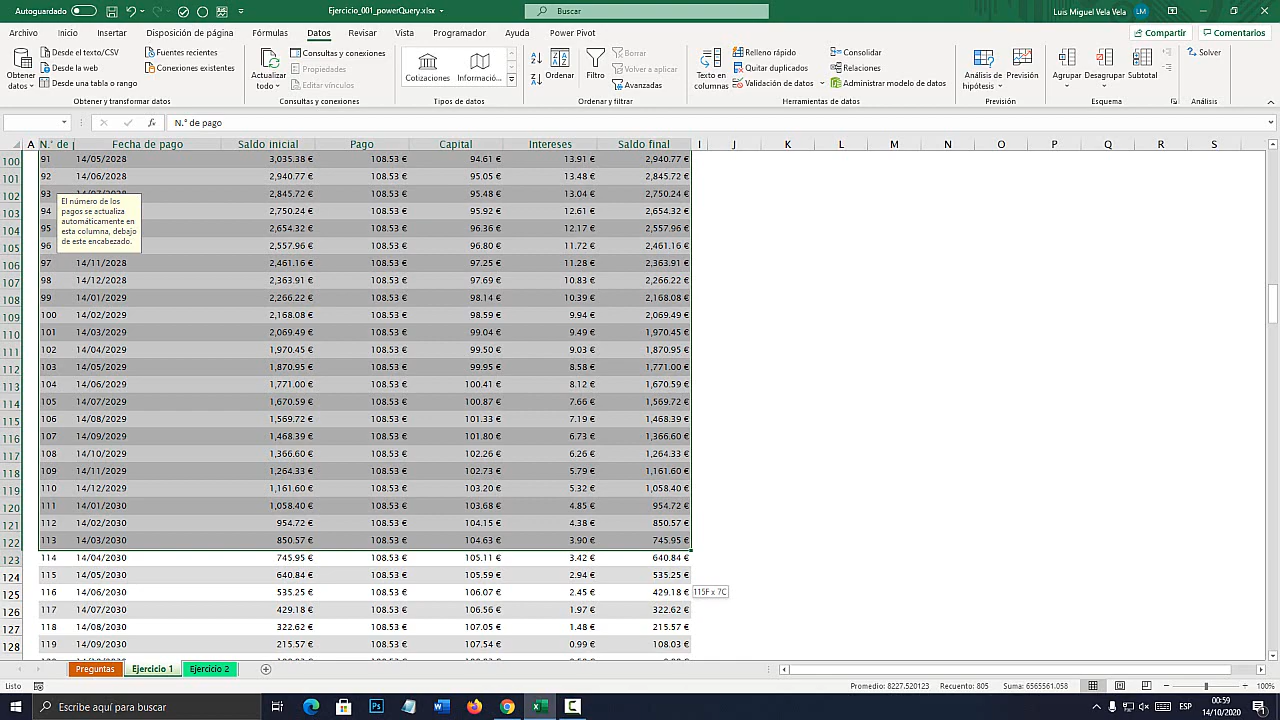 Autoguardado
Ejercicio_001_powerQuery.xlsx
Buscar
Luis Miguel Vela Vela
LM
Archivo Inicio Insertar Disposición de página Fórmulas Datos Revisar Vista Programador Ayuda Power Pivot
Compartir
Comentarios
Obtener datos
Desde el texto/CSV
Desde la web
Desde una tabla o rango
Fuentes recientes
Conexiones existentes
Obtener y transformar datos
Actualizar todo
Consultas y conexiones
Propiedades
Editar vínculos
Consultas y conexiones
Cotizaciones
Informació...
Tipos de datos
Ordenar
Filtro
Borrar
Volver a aplicar
Avanzadas
Ordenar y filtrar
Texto en columnas
Relleno rápido
Quitar duplicados
Validación de datos
Consolidar
Relaciones
Administrar modelo de datos
Herramientas de datos
Análisis de hipótesis
Previsión
Previsión
Agrupar
Desagrupar
Subtotal
Esquema
Solver
Análisis
N.° de pago
A N.° de p Fecha de pago Saldo inicial Pago Capital Intereses Saldo final I J K L M N O P Q R S
100 91 14/05/2028 3,035.38 € 108.53 € 94.61 € 13.91 € 2,940.77 €
101 92 14/06/2028 2,940.77 € 108.53 € 95.05 € 13.48 € 2,845.72 €
102 93 14/07/2028 2,845.72 € 108.53 € 95.48 € 13.04 € 2,750.24 €
103 94 2,750.24 € 108.53 € 95.92 € 12.61 € 2,654.32 €
104 95 2,654.32 € 108.53 € 96.36 € 12.17 € 2,557.96 €
105 96 2,557.96 € 108.53 € 96.80 € 11.72 € 2,461.16 €
El número de los
pagos se actualiza
automáticamente en
esta columna, debajo
de este encabezado.
106 97 14/11/2028 2,461.16 € 108.53 € 97.25 € 11.28 € 2,363.91 €
107 98 14/12/2028 2,363.91 € 108.53 € 97.69 € 10.83 € 2,266.22 €
108 99 14/01/2029 2,266.22 € 108.53 € 98.14 € 10.39 € 2,168.08 €
109 100 14/02/2029 2,168.08 € 108.53 € 98.59 € 9.94 € 2,069.49 €
110 101 14/03/2029 2,069.49 € 108.53 € 99.04 € 9.49 € 1,970.45 €
111 102 14/04/2029 1,970.45 € 108.53 € 99.50 € 9.03 € 1,870.95 €
112 103 14/05/2029 1,870.95 € 108.53 € 99.95 € 8.58 € 1,771.00 €
113 104 14/06/2029 1,771.00 € 108.53 € 100.41 € 8.12 € 1,670.59 €
114 105 14/07/2029 1,670.59 € 108.53 € 100.87 € 7.66 € 1,569.72 €
115 106 14/08/2029 1,569.72 € 108.53 € 101.33 € 7.19 € 1,468.39 €
116 107 14/09/2029 1,468.39 € 108.53 € 101.80 € 6.73 € 1,366.60 €
117 108 14/10/2029 1,366.60 € 108.53 € 102.26 € 6.26 € 1,264.33 €
118 109 14/11/2029 1,264.33 € 108.53 € 102.73 € 5.79 € 1,161.60 €
119 110 14/12/2029 1,161.60 € 108.53 € 103.20 € 5.32 € 1,058.40 €
120 111 14/01/2030 1,058.40 € 108.53 € 103.68 € 4.85 € 954.72 €
121 112 14/02/2030 954.72 € 108.53 € 104.15 € 4.38 € 850.57 €
122 113 14/03/2030 850.57 € 108.53 € 104.63 € 3.90 € 745.95 €
123 114 14/04/2030 745.95 € 108.53 € 105.11 € 3.42 € 640.84 €
124 115 14/05/2030 640.84 € 108.53 € 105.59 € 2.94 € 535.25 €
125 116 14/06/2030 535.25 € 108.53 € 106.07 € 2.45 € 429.18 €
115F x 7C
126 117 14/07/2030 429.18 € 108.53 € 106.56 € 1.97 € 322.62 €
127 118 14/08/2030 322.62 € 108.53 € 107.05 € 1.48 € 215.57 €
128 119 14/09/2030 215.57 € 108.53 € 107.54 € 0.99 € 108.03 €
Preguntas Ejercicio 1 Ejercicio 2
Listo
Promedio: 8227.520123 Recuento: 805 Suma: 6565561.058
100%
Escribe aquí para buscar
ESP
00:59
14/10/2020